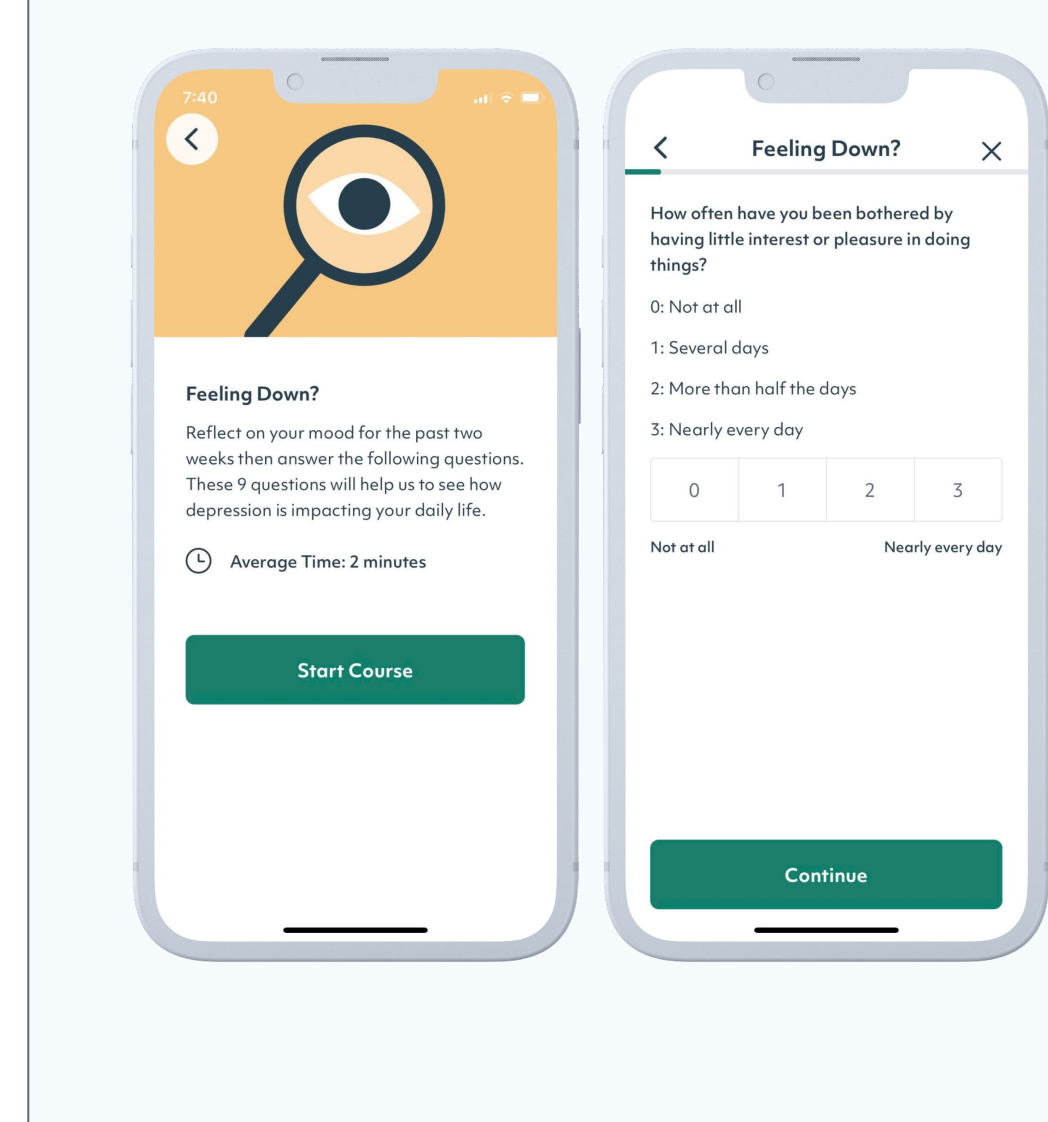 7:40
Feeling Down?
Reflect on your mood for the past two
weeks then answer the following questions.
These 9 questions will help us to see how
depression is impacting your daily life.
Average Time: 2 minutes
Start Course
Feeling Down?
How often have you been bothered by
having little interest or pleasure in doing
things?
0: Not at all
1: Several days
2: More than half the days
3: Nearly every day
0 1 2 3
Not at all Nearly every day
Continue